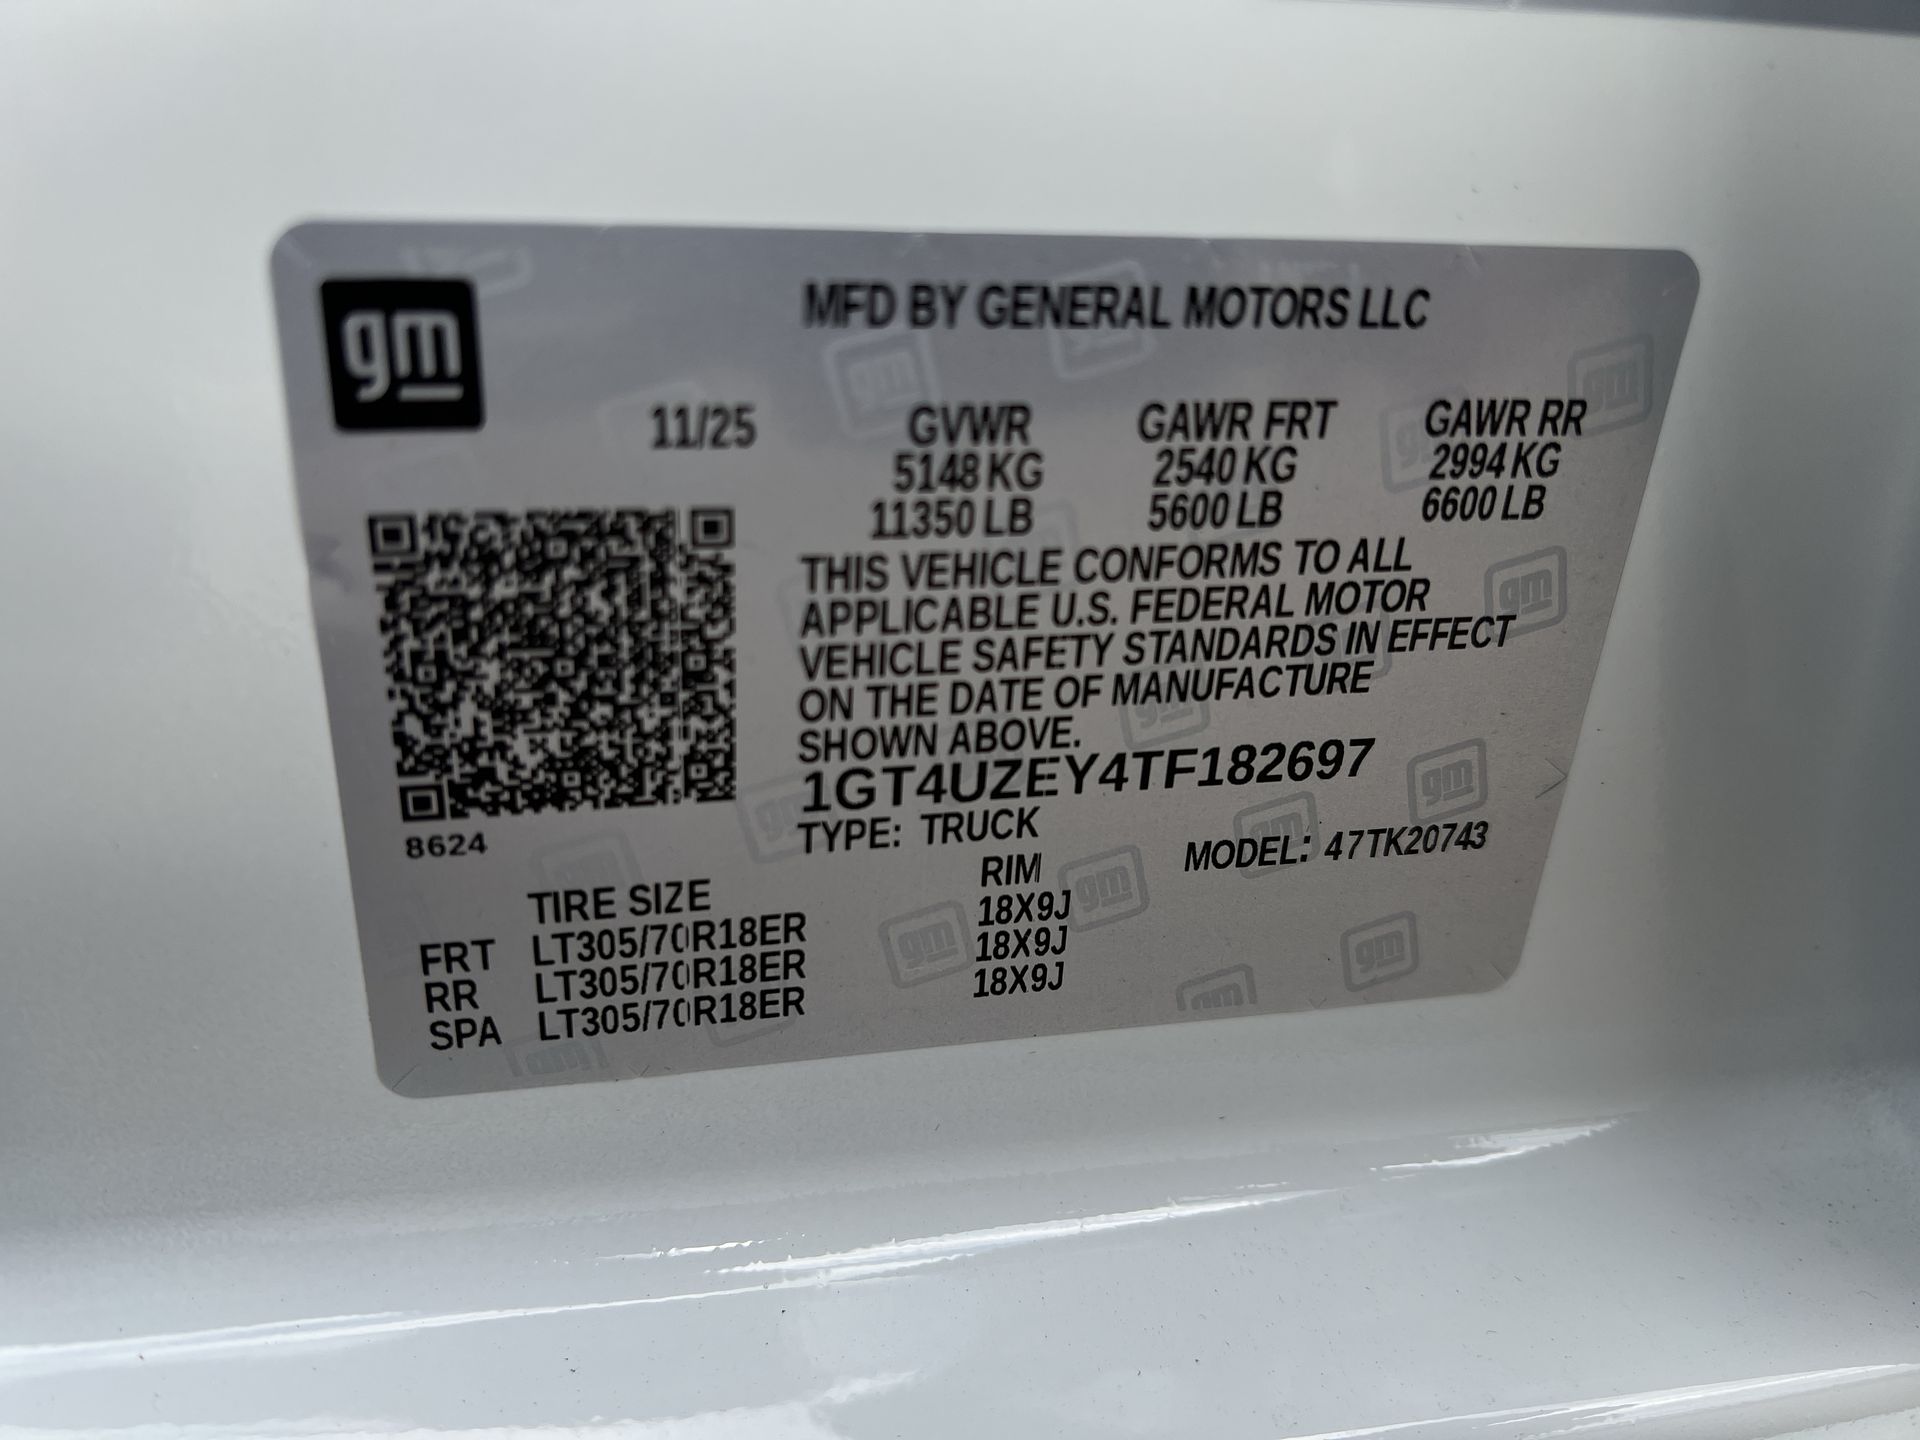 gm
MFD BY GENERAL MOTORS LLC
11/25
GVWR GAWR FRT GAWR RR
5148 KG 2540 KG 2994 KG
11350 LB 5600 LB 6600 LB
THIS VEHICLE CONFORMS TO ALL
APPLICABLE U.S. FEDERAL MOTOR
VEHICLE SAFETY STANDARDS IN EFFECT
ON THE DATE OF MANUFACTURE
SHOWN ABOVE.
1GT4UZEY4TF182697
8624
TYPE: TRUCK MODEL: 47TK20743
TIRE SIZE RIM
FRT LT305/70R18ER 18X9J
RR LT305/70R18ER 18X9J
SPA LT305/70R18ER 18X9J